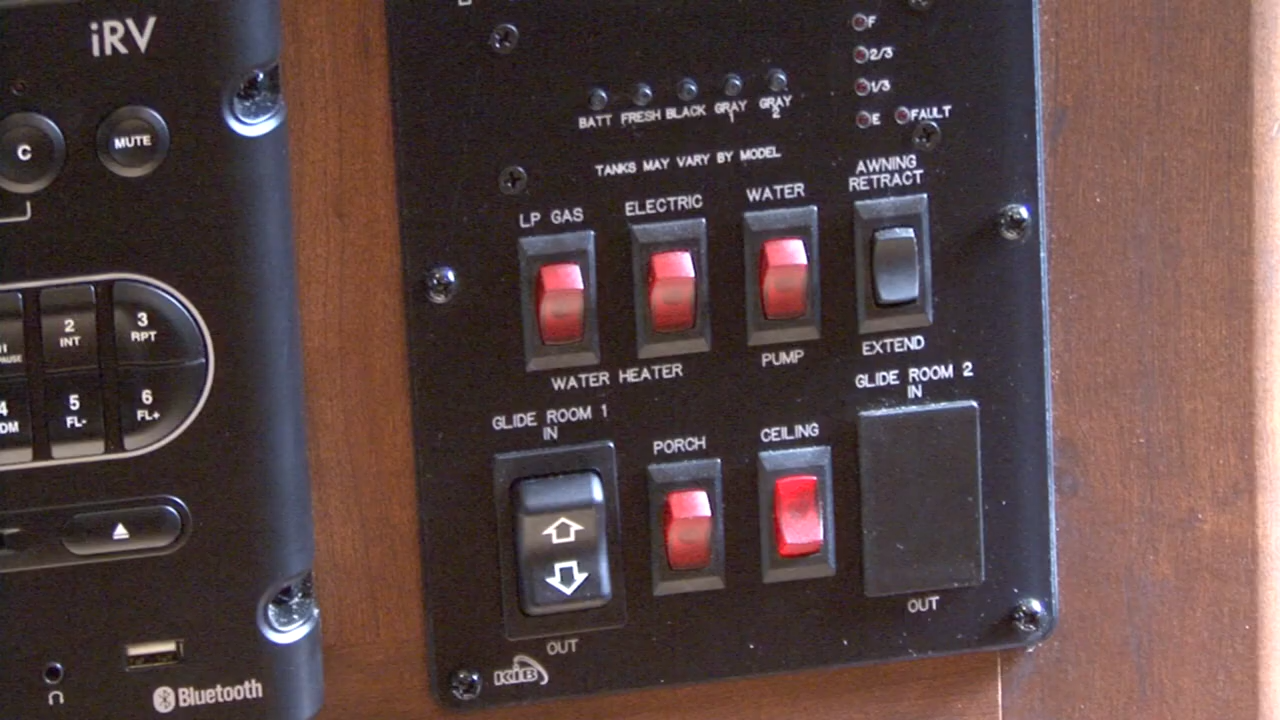 iRV
C
MUTE
2
INT
3
RPT
4
5
FL-
6
FL+
Bluetooth
F
2/3
1/3
E
FAULT
BATT FRESH BLACK GRAY 1 GRAY 2
TANKS MAY VARY BY MODEL
LP GAS
ELECTRIC
WATER
AWNING
RETRACT
WATER HEATER
PUMP
EXTEND
GLIDE ROOM 1
IN
PORCH
CEILING
GLIDE ROOM 2
IN
OUT
OUT
KIB